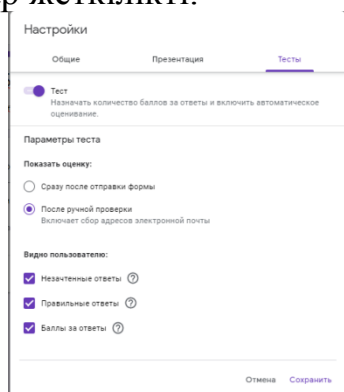 жеткілікті.
Настройки
Общие Презентация Тесты
Тест
Назначать количество баллов за ответы и включить автоматическое
оценивание.
Параметры теста
Показать оценку:
Сразу после отправки формы
После ручной проверки
Включает сбор адресов электронной почты
Видно пользователю:
Незачтенные ответы
Правильные ответы
Баллы за ответы
Отмена Сохранить